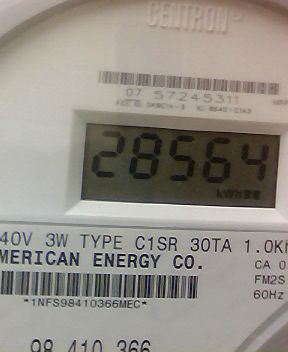 CENTRON®
07 57245311
28564
kWh
40V 3W TYPE C1SR 30TA 1.0Kh
MERICAN ENERGY CO.
CA 0
FM2S
60Hz
*1NFS98410366MEC*
98 410 366